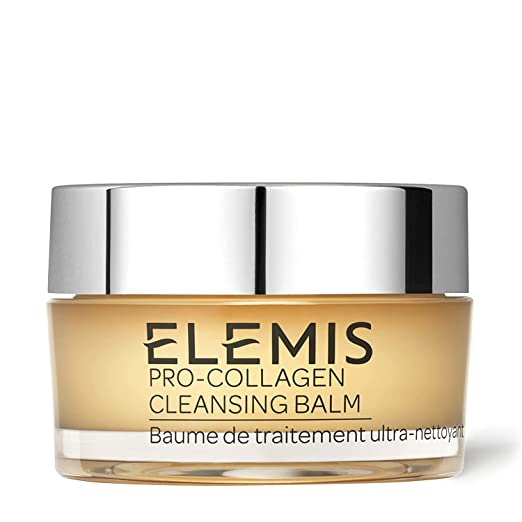 ELEMIS
PRO-COLLAGEN
CLEANSING BALM
Baume de traitement ultra-nettoyant